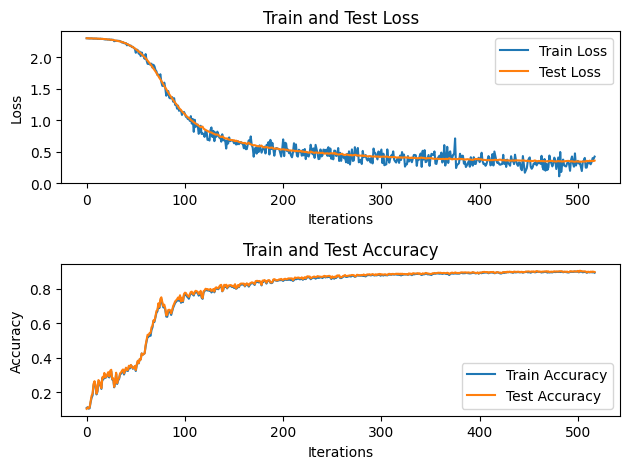 Train and Test Loss
2.0
1.5
1.0
0.5
0.0
Loss
Train Loss
Test Loss
0 100 200 300 400 500
Iterations
Train and Test Accuracy
0.8
0.6
0.4
0.2
Accuracy
Train Accuracy
Test Accuracy
0 100 200 300 400 500
Iterations